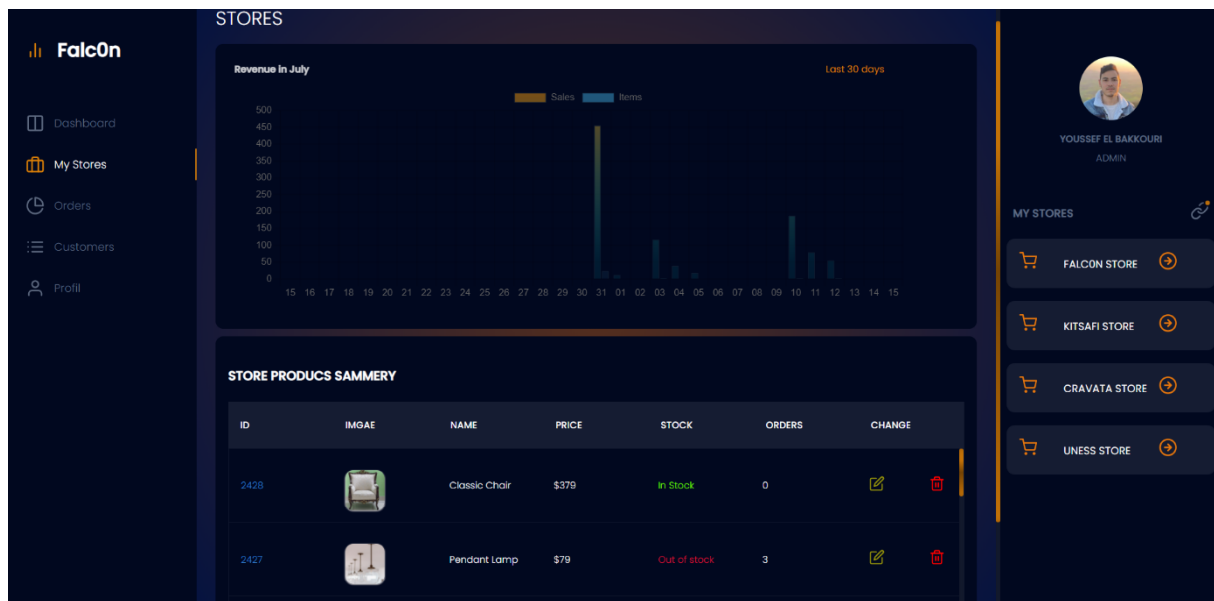 Falc0n
Dashboard
My Stores
Orders
Customers
Profil
STORES
Revenue in July
Last 30 days
Sales Items
500
450
400
350
300
250
200
150
100
50
0
15 16 17 18 19 20 21 22 23 24 25 26 27 28 29 30 31 01 02 03 04 05 06 07 08 09 10 11 12 13 14 15
STORE PRODUCS SAMMERY
ID IMGAE NAME PRICE STOCK ORDERS CHANGE
2428 Classic Chair $379 In Stock 0
2427 Pendant Lamp $79 Out of stock 3
YOUSSEF EL BAKKOURI
ADMIN
MY STORES
FALC0N STORE
KITSAFI STORE
CRAVATA STORE
UNESS STORE